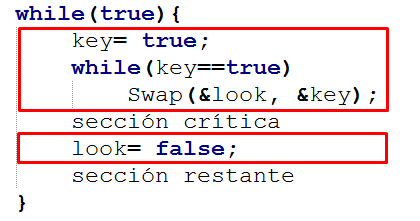 while(true){
key= true;
while(key==true)
Swap(&look, &key);
sección crítica
look= false;
sección restante
}